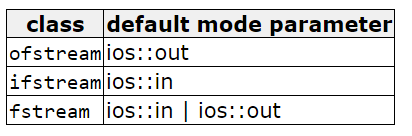 class default mode parameter
ofstream ios::out
ifstream ios::in
fstream ios::in | ios::out